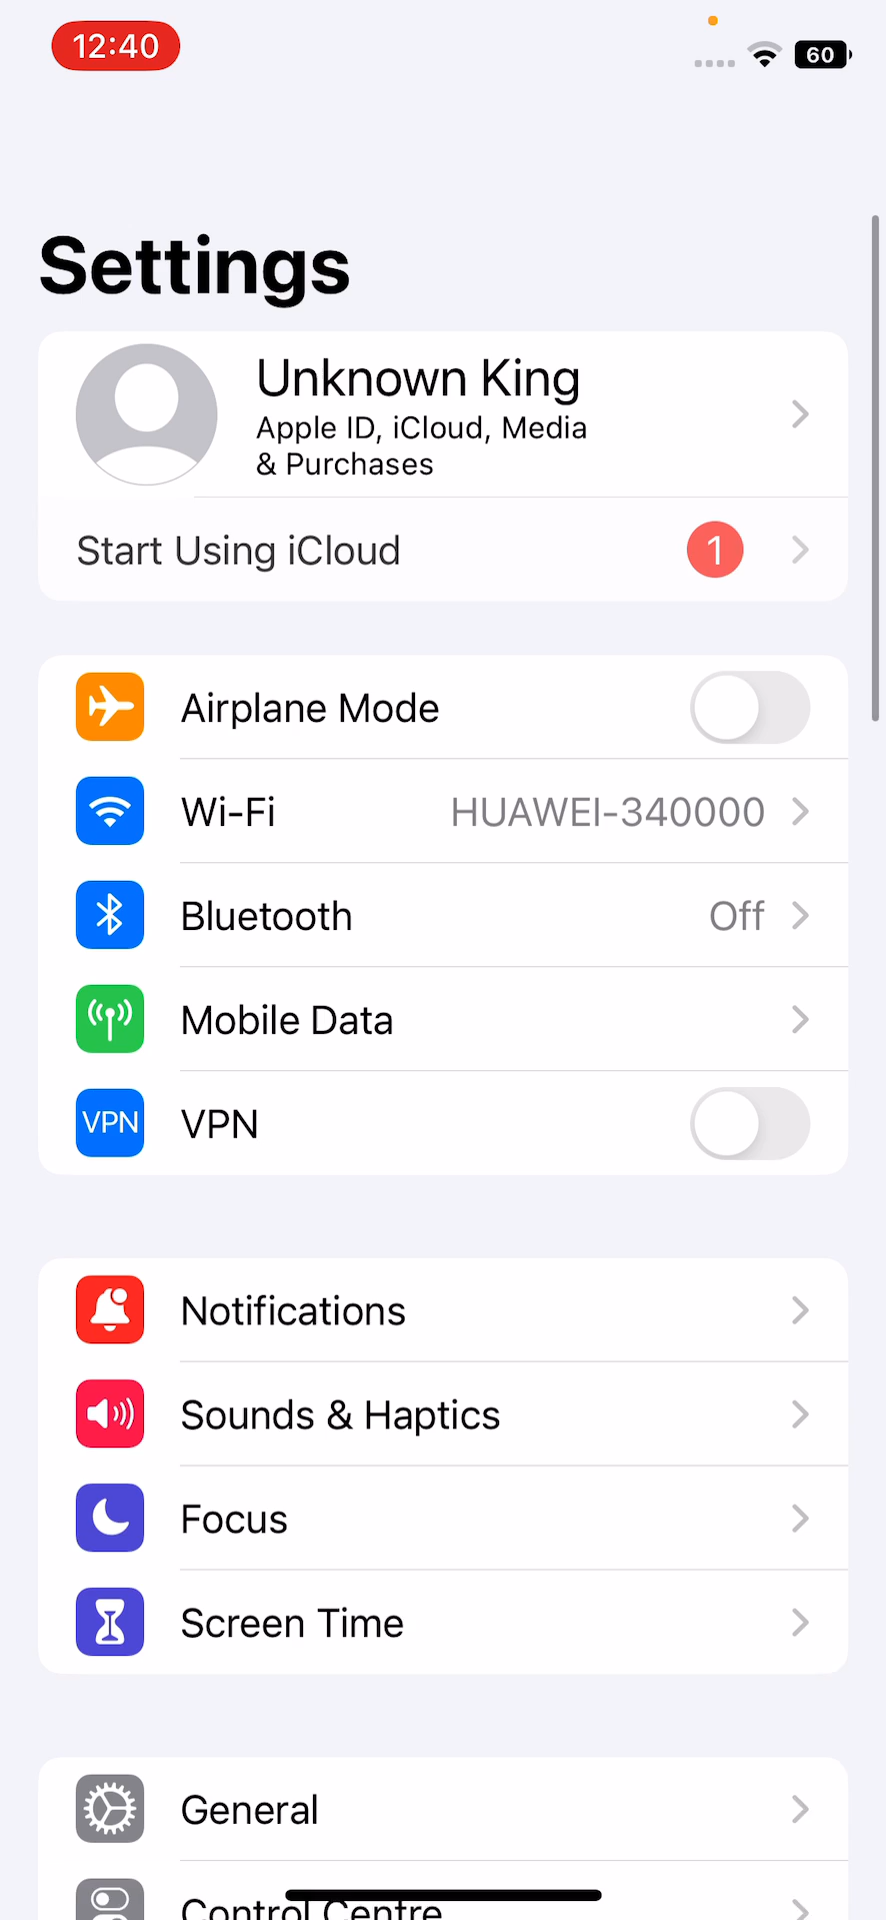 12:40
60
Settings
Unknown King
Apple ID, iCloud, Media
& Purchases
Start Using iCloud
1
Airplane Mode
Wi-Fi
HUAWEI-340000
Bluetooth
Off
Mobile Data
VPN
VPN
Notifications
Sounds & Haptics
Focus
Screen Time
General
Control Centre